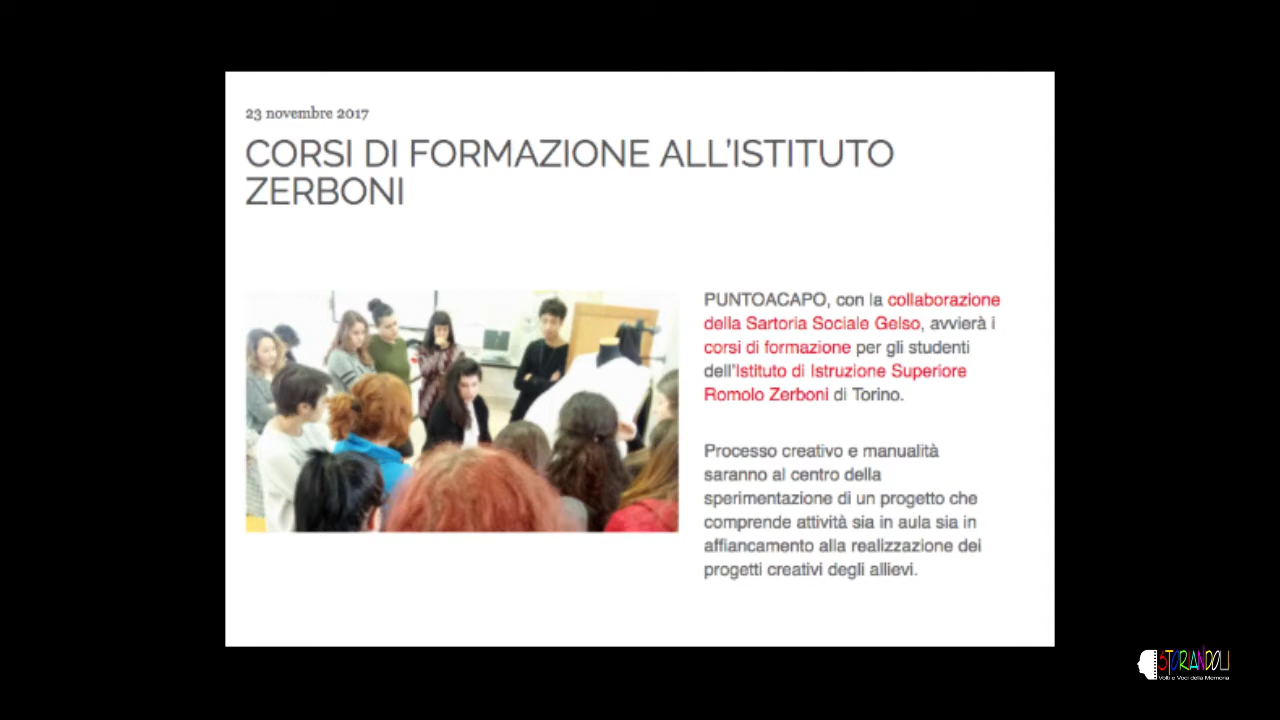 23 novembre 2017
CORSI DI FORMAZIONE ALL'ISTITUTO
ZERBONI
PUNTOACAPO, con la collaborazione
della Sartoria Sociale Gelso, avvierà i
corsi di formazione per gli studenti
dell'Istituto di Istruzione Superiore
Romolo Zerboni di Torino.
Processo creativo e manualità
saranno al centro della
sperimentazione di un progetto che
comprende attività sia in aula sia in
affiancamento alla realizzazione dei
progetti creativi degli allievi.
STORIANDOLI
Volti e Voci della Memoria